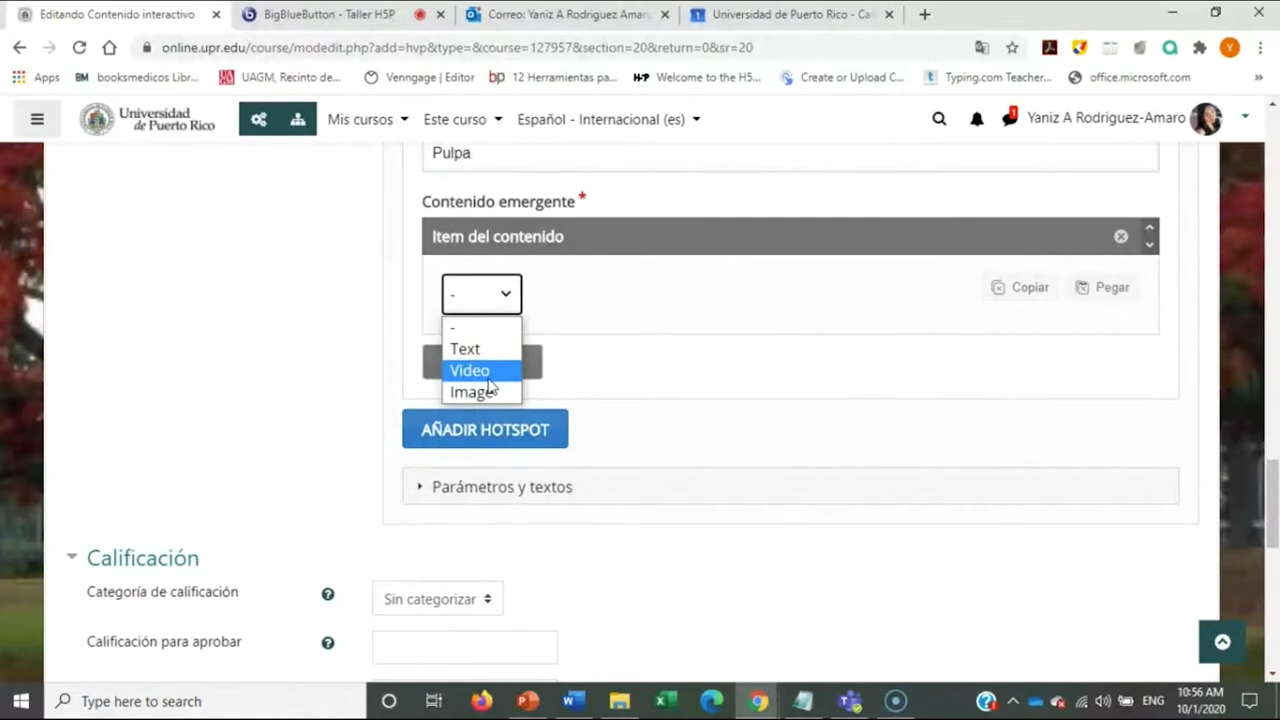 Editando Contenido interactivo
BigBlueButton - Taller H5P
Correo: Yaniz A Rodriguez Amaro
Universidad de Puerto Rico - Ca
online.upr.edu/course/modedit.php?add=hvp&type=&course=127957&section=20&return=0&sr=20
Y
Apps
BM booksmedicos Libr...
UAGM, Recinto de...
Venngage | Editor
bp 12 Herramientas pa...
H-P Welcome to the H5...
Create or Upload C...
Typing.com Teacher...
office.microsoft.com
»
Universidad
de Puerto Rico
Mis cursos
Este curso
Español - Internacional (es)
1
Yaniz A Rodriguez-Amaro
Pulpa
Contenido emergente *
Item del contenido
-
Copiar
Pegar
-
Text
Video
Image
AÑADIR HOTSPOT
Parámetros y textos
Calificación
Categoría de calificación
?
Sin categorizar
Calificación para aprobar
?
Type here to search
ENG
10:56 AM
10/1/2020